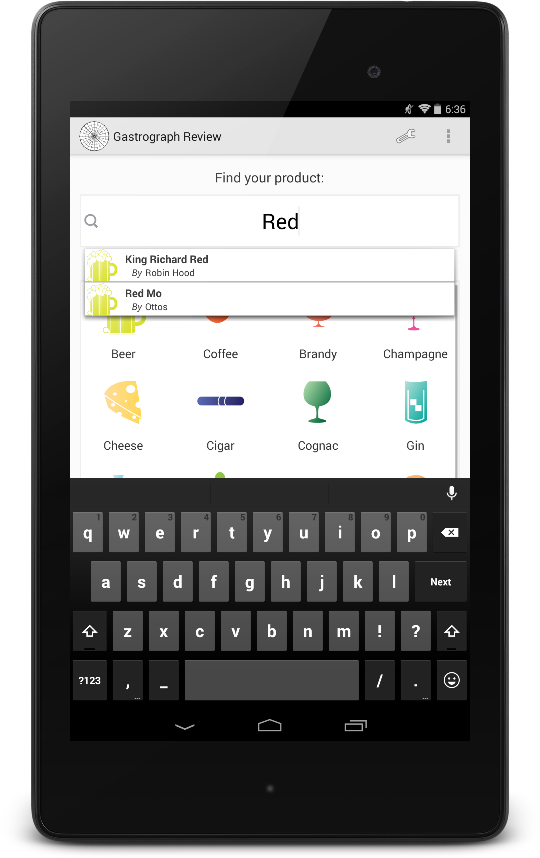 6:36
Gastrograph Review
Find your product:
Red
King Richard Red
By Robin Hood
Red Mo
By Ottos
Beer Coffee Brandy Champagne
Cheese Cigar Cognac Gin
1 2 3 4 5 6 7 8 9 0
q w e r t y u i o p
a s d f g h j k l Next
z x c v b n m ! ?
?123 , ... _ / . ...